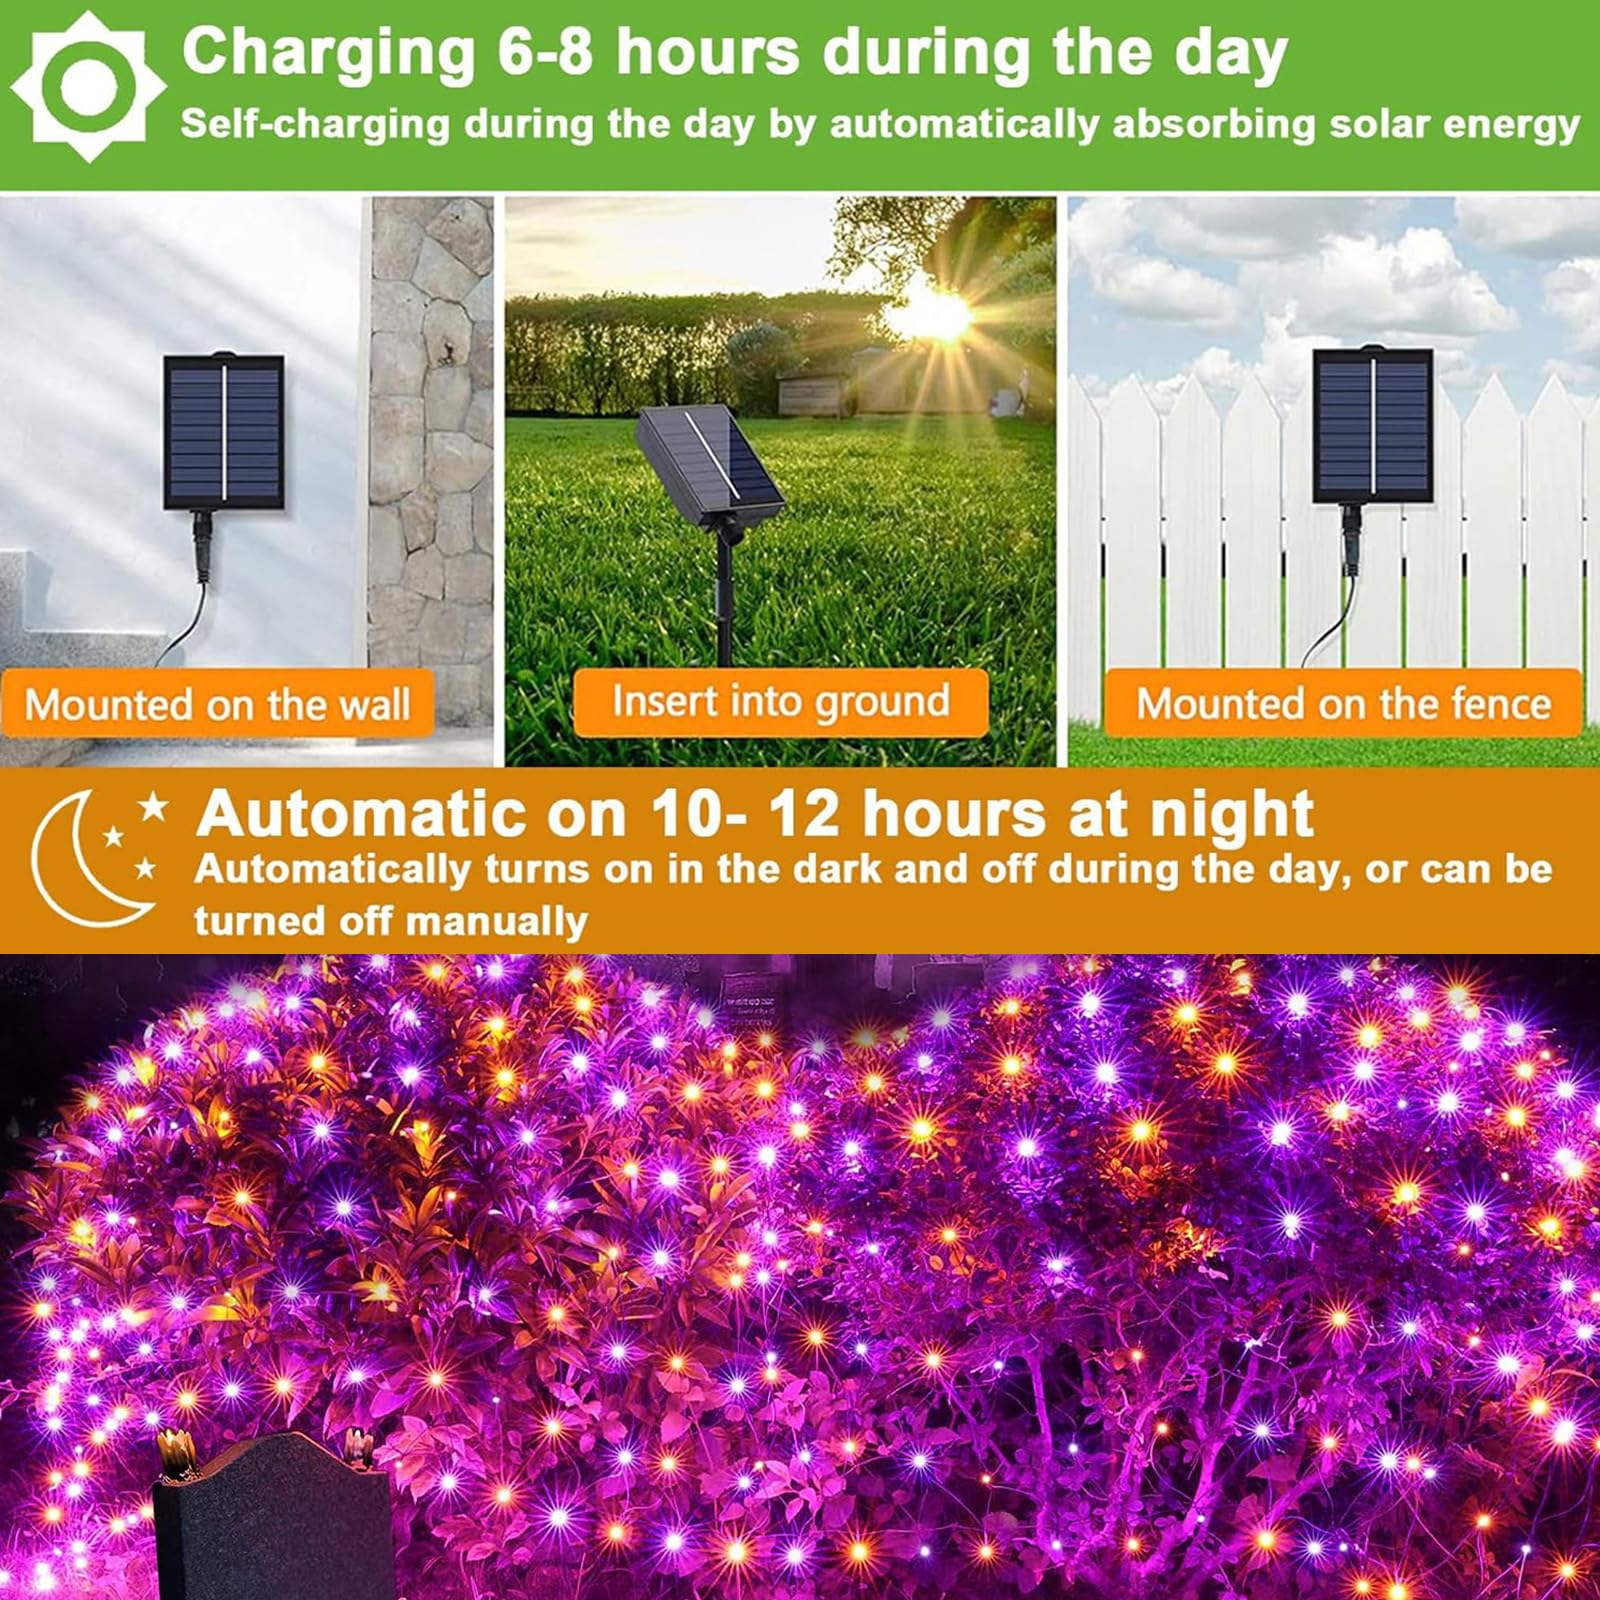 Charging 6-8 hours during the day
Self-charging during the day by automatically absorbing solar energy
Mounted on the wall
Insert into ground
Mounted on the fence
Automatic on 10- 12 hours at night
Automatically turns on in the dark and off during the day, or can be
turned off manually